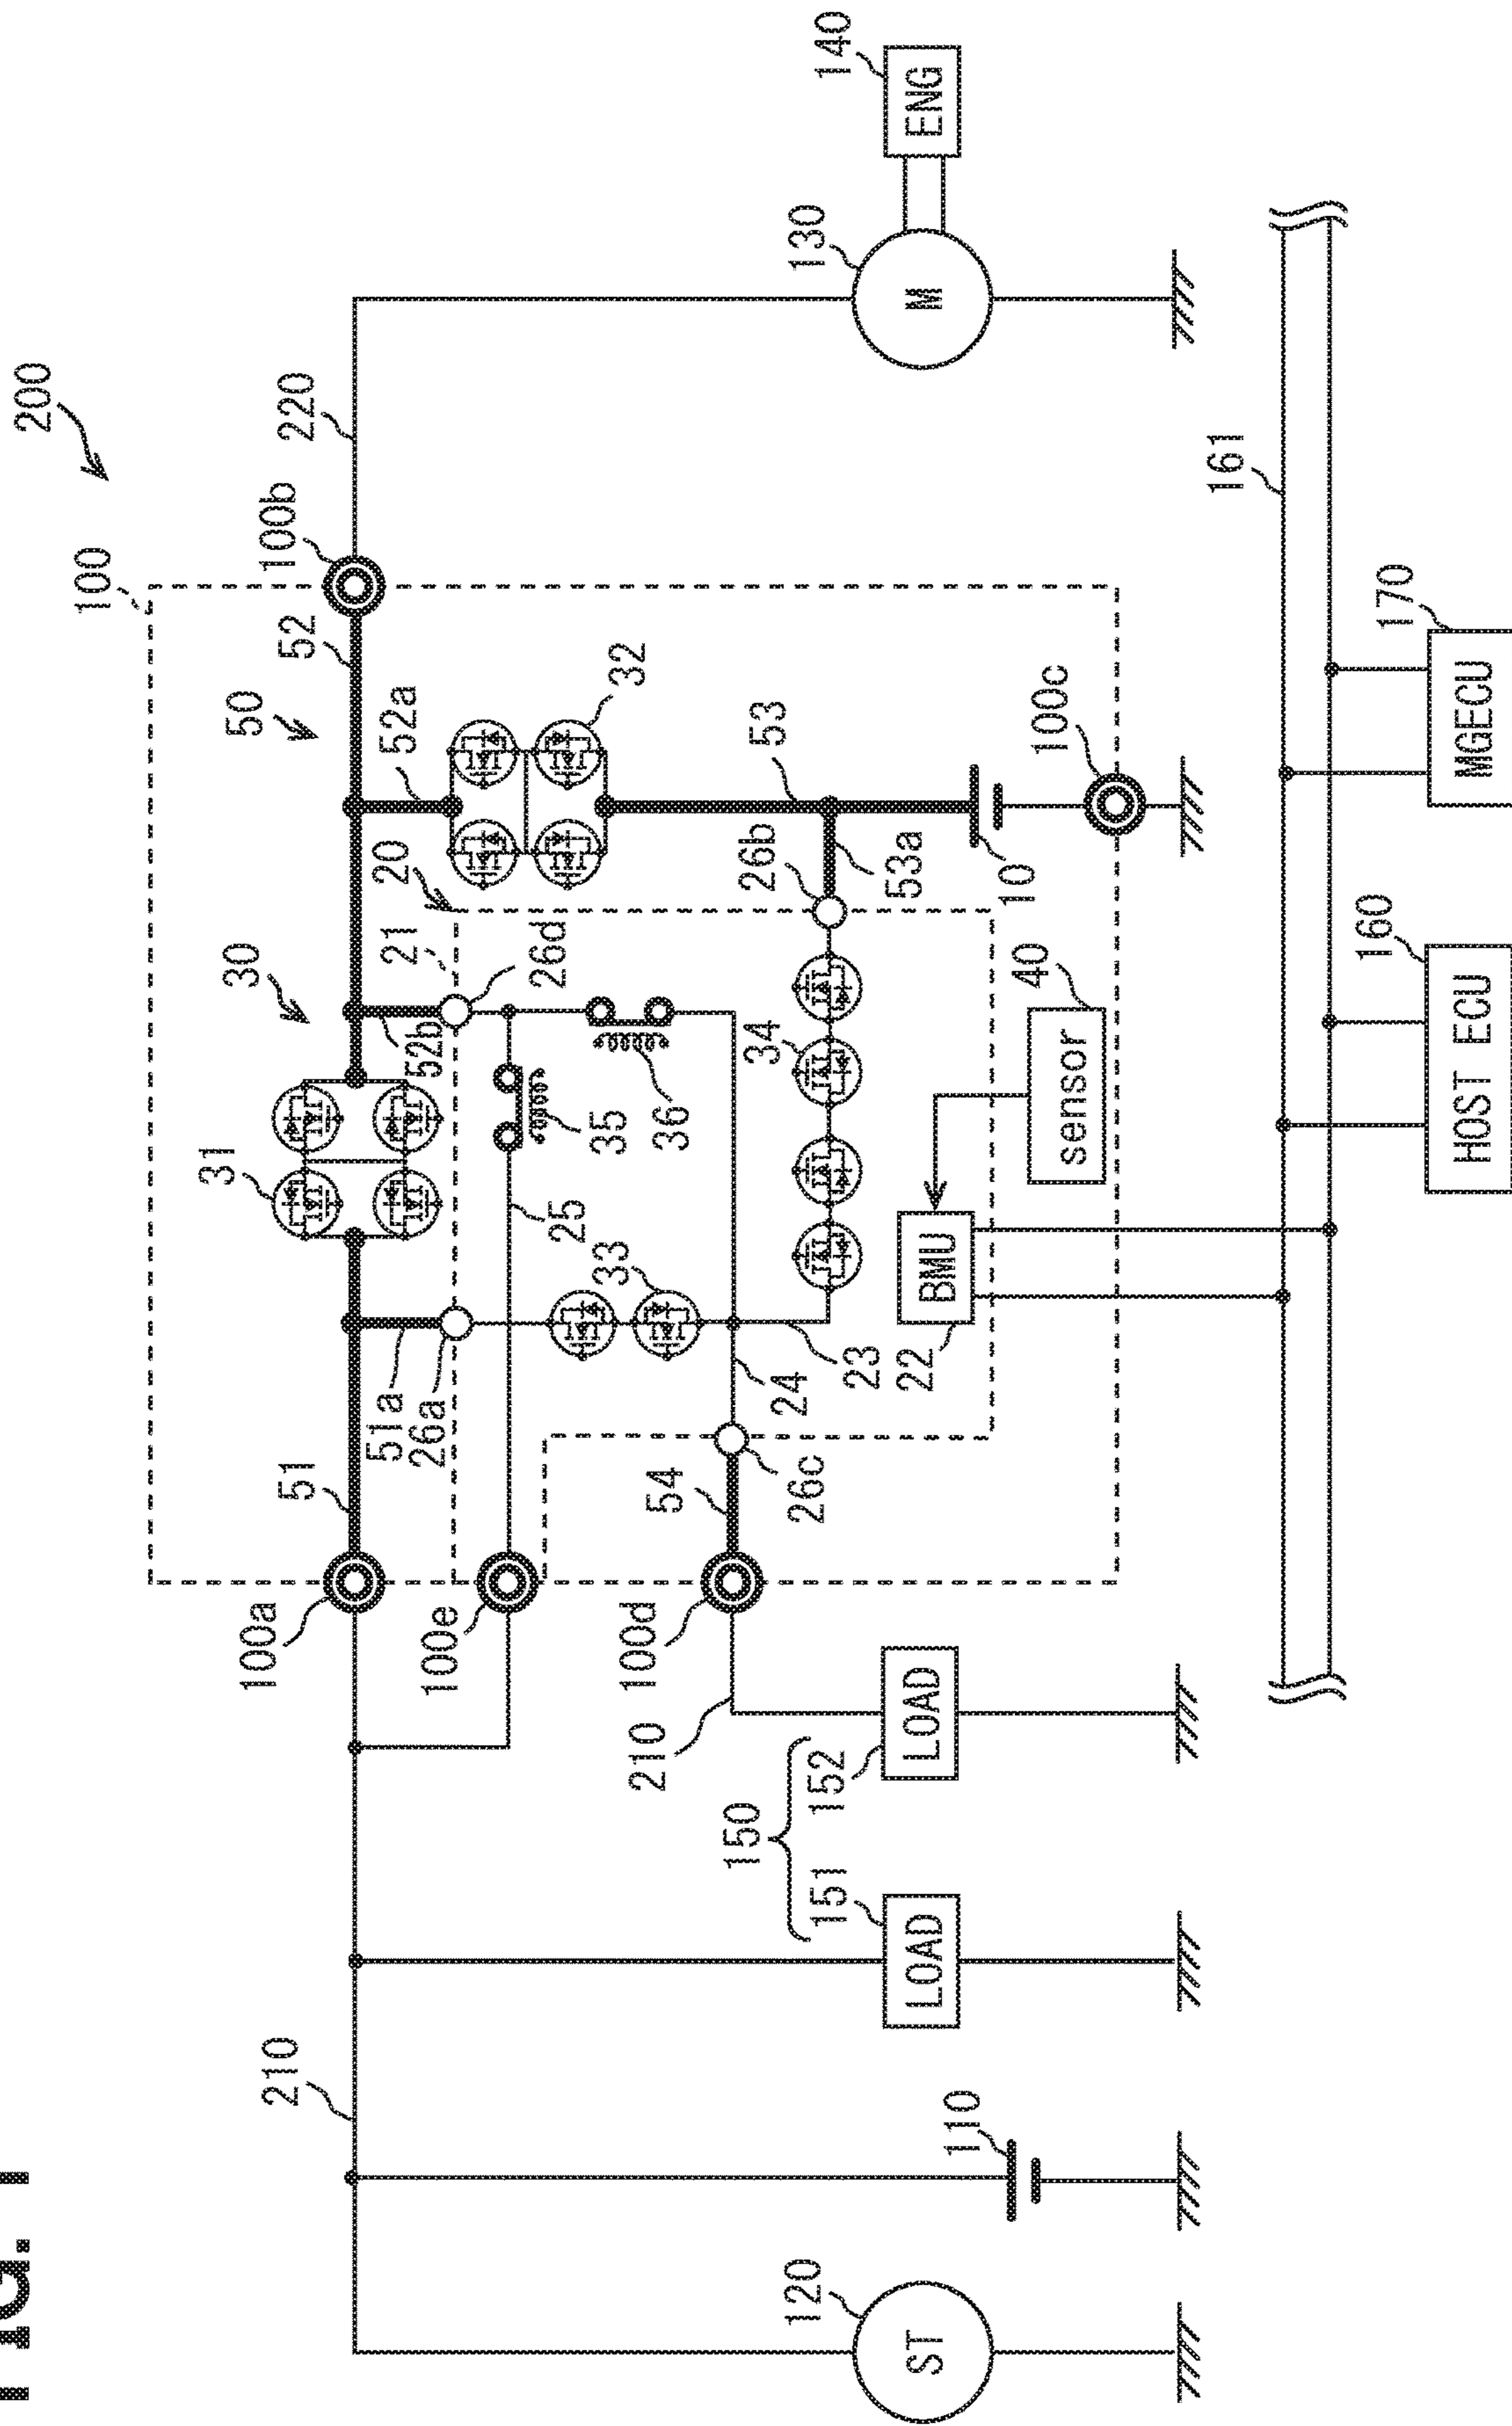 FIG. 1
200
100
220
140
ENG
130
M
100b
52
50
52a
32
53
100c
10
53a
26b
20
21
26d
30
52b
31
35
36
34
40
sensor
25
33
BMU
22
23
24
51a
26a
51
26c
54
100a
100e
100d
210
150
152
LOAD
151
LOAD
210
110
120
ST
161
170
MGECU
160
HOST ECU